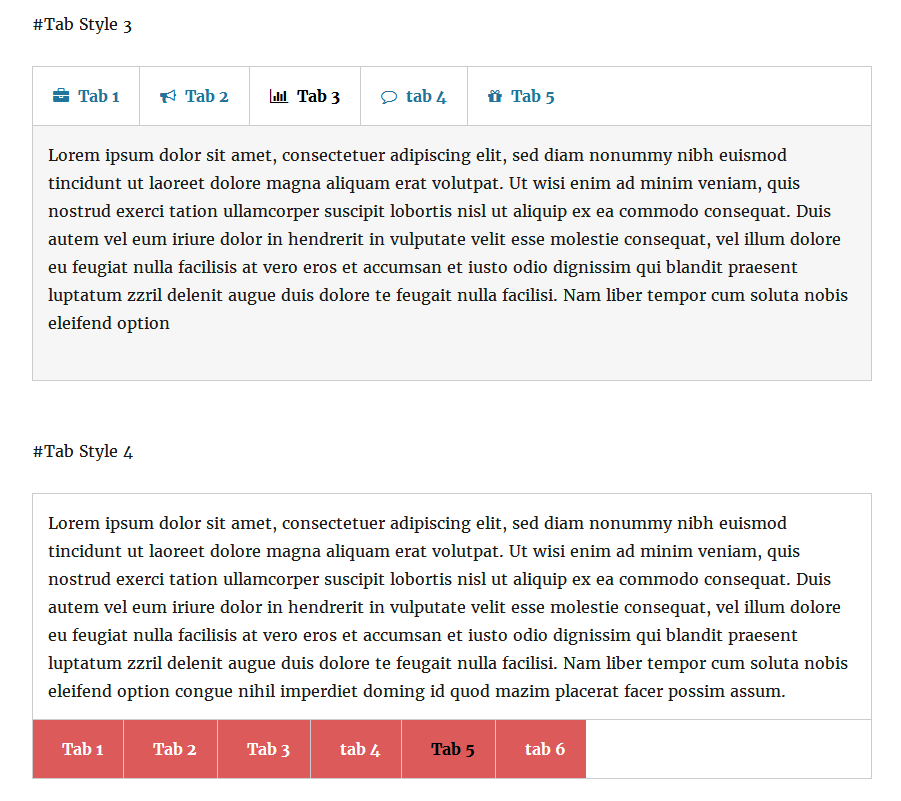 #Tab Style 3
Tab 1 Tab 2 Tab 3 tab 4 Tab 5
Lorem ipsum dolor sit amet, consectetuer adipiscing elit, sed diam nonummy nibh euismod
tincidunt ut laoreet dolore magna aliquam erat volutpat. Ut wisi enim ad minim veniam, quis
nostrud exerci tation ullamcorper suscipit lobortis nisl ut aliquip ex ea commodo consequat. Duis
autem vel eum iriure dolor in hendrerit in vulputate velit esse molestie consequat, vel illum dolore
eu feugiat nulla facilisis at vero eros et accumsan et iusto odio dignissim qui blandit praesent
luptatum zzril delenit augue duis dolore te feugait nulla facilisi. Nam liber tempor cum soluta nobis
eleifend option
#Tab Style 4
Lorem ipsum dolor sit amet, consectetuer adipiscing elit, sed diam nonummy nibh euismod
tincidunt ut laoreet dolore magna aliquam erat volutpat. Ut wisi enim ad minim veniam, quis
nostrud exerci tation ullamcorper suscipit lobortis nisl ut aliquip ex ea commodo consequat. Duis
autem vel eum iriure dolor in hendrerit in vulputate velit esse molestie consequat, vel illum dolore
eu feugiat nulla facilisis at vero eros et accumsan et iusto odio dignissim qui blandit praesent
luptatum zzril delenit augue duis dolore te feugait nulla facilisi. Nam liber tempor cum soluta nobis
eleifend option congue nihil imperdiet doming id quod mazim placerat facer possim assum.
Tab 1 Tab 2 Tab 3 tab 4 Tab 5 tab 6